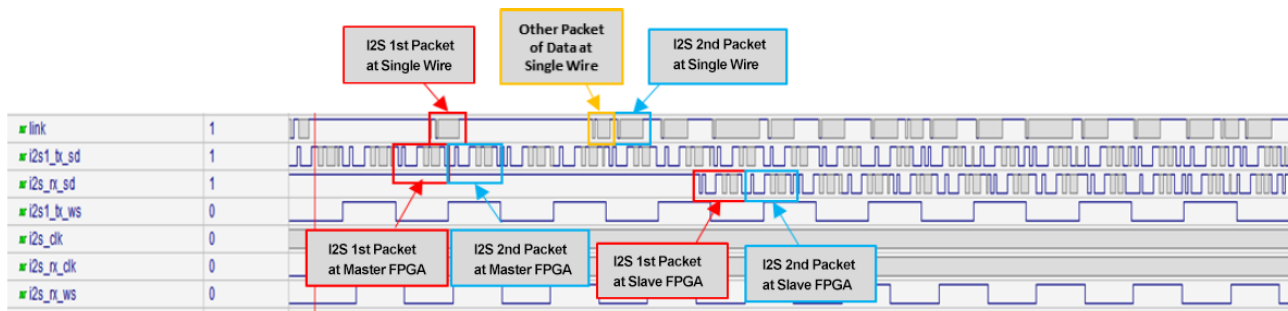 I2S 1st Packet
at Single Wire
Other Packet
of Data at
Single Wire
I2S 2nd Packet
at Single Wire
link 1
i2s1_tx_sd 1
i2s_rx_sd 1
i2s1_tx_ws 0
i2s_clk 0
i2s_rx_clk 0
i2s_rx_ws 0
I2S 1st Packet
at Master FPGA
I2S 2nd Packet
at Master FPGA
I2S 1st Packet
at Slave FPGA
I2S 2nd Packet
at Slave FPGA